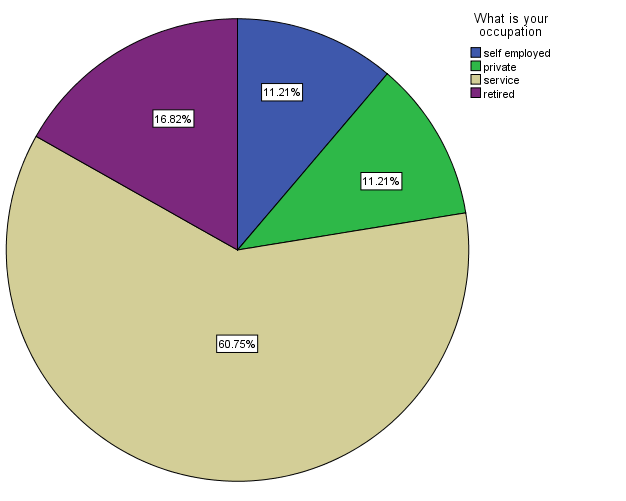 What is your
occupation
self employed
private
service
retired
11.21%
16.82%
11.21%
60.75%